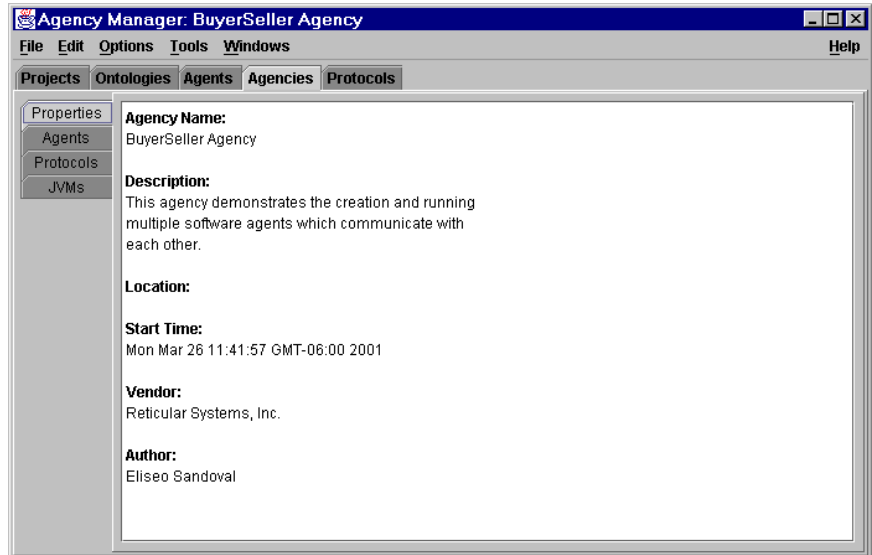 Agency Manager: BuyerSeller Agency
File Edit Options Tools Windows Help
Projects Ontologies Agents Agencies Protocols
Properties
Agents
Protocols
JVMs
Agency Name:
BuyerSeller Agency
Description:
This agency demonstrates the creation and running
multiple software agents which communicate with
each other.
Location:
Start Time:
Mon Mar 26 11:41:57 GMT-06:00 2001
Vendor:
Reticular Systems, Inc.
Author:
Eliseo Sandoval